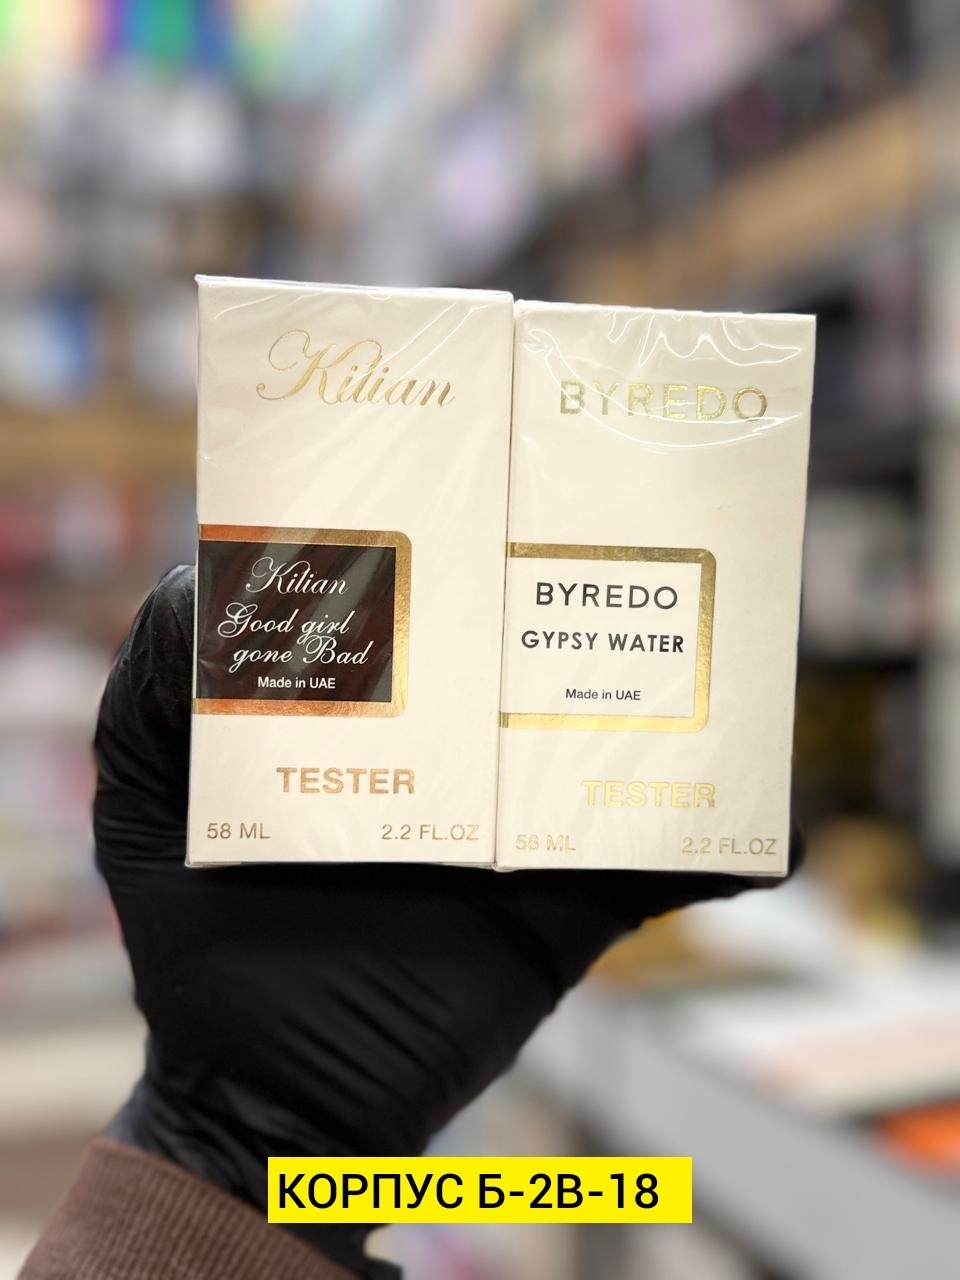 Kilian
Kilian
Good girl
gone Bad
Made in UAE
TESTER
58 ML 2.2 FL.OZ
BYREDO
BYREDO
GYPSY WATER
Made in UAE
TESTER
58 ML 2.2 FL.OZ
КОРПУС Б-2В-18